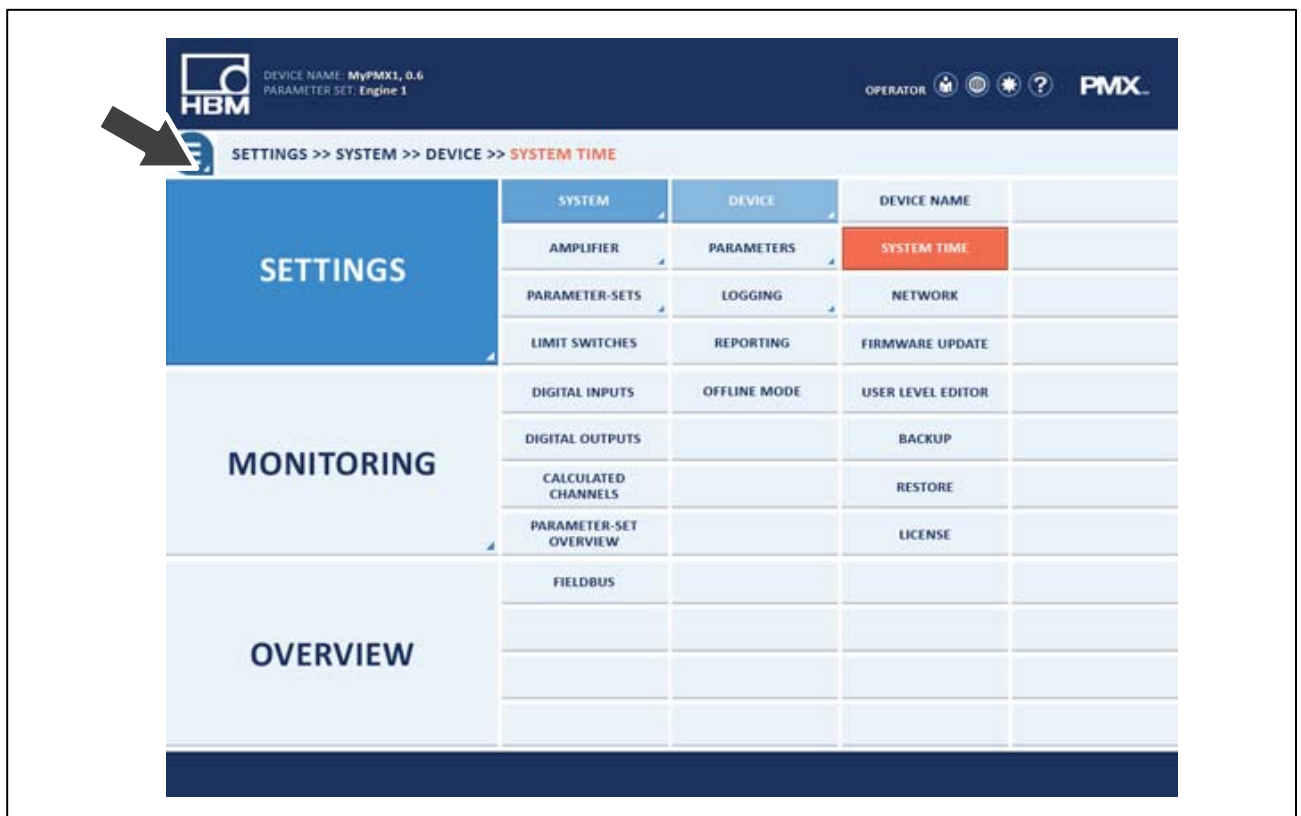 HBM
DEVICE NAME: MyPMX1, 0.6
PARAMETER SET: Engine 1
OPERATOR
?
PMX
SETTINGS >> SYSTEM >> DEVICE >> SYSTEM TIME
SETTINGS
MONITORING
OVERVIEW
SYSTEM
AMPLIFIER
PARAMETER-SETS
LIMIT SWITCHES
DIGITAL INPUTS
DIGITAL OUTPUTS
CALCULATED
CHANNELS
PARAMETER-SET
OVERVIEW
FIELDBUS
DEVICE
PARAMETERS
LOGGING
REPORTING
OFFLINE MODE
DEVICE NAME
SYSTEM TIME
NETWORK
FIRMWARE UPDATE
USER LEVEL EDITOR
BACKUP
RESTORE
LICENSE